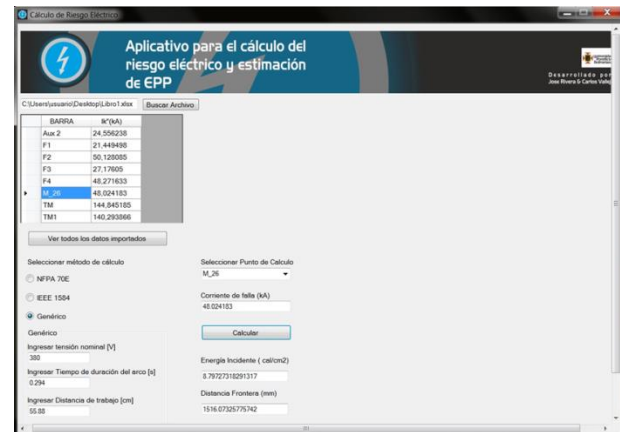 Cálculo de Riesgo Eléctrico
Aplicativo para el cálculo del
riesgo eléctrico y estimación
de EPP
Desarrollado por
Jose Rivera & Carlos Vallejo
C:\Users\usuario\Desktop\Libro1.xlsx
Buscar Archivo
BARRA Ik"(kA)
Aux 2 24,556238
F1 21,449498
F2 50,128085
F3 27,17605
F4 48,271633
M_26 48,024183
TM 144,845185
TM1 140,293866
Ver todos los datos importados
Seleccionar método de cálculo
NFPA 70E
IEEE 1584
Genérico
Genérico
Ingresar tensión nominal [V]
380
Ingresar Tiempo de duración del arco [s]
0.294
Ingresar Distancia de trabajo [cm]
55.88
Seleccionar Punto de Calculo
M_26
Corriente de falla (kA)
48.024183
Calcular
Energía Incidente ( cal/cm2)
8.79727318291317
Distancia Frontera (mm)
1516.07325775742